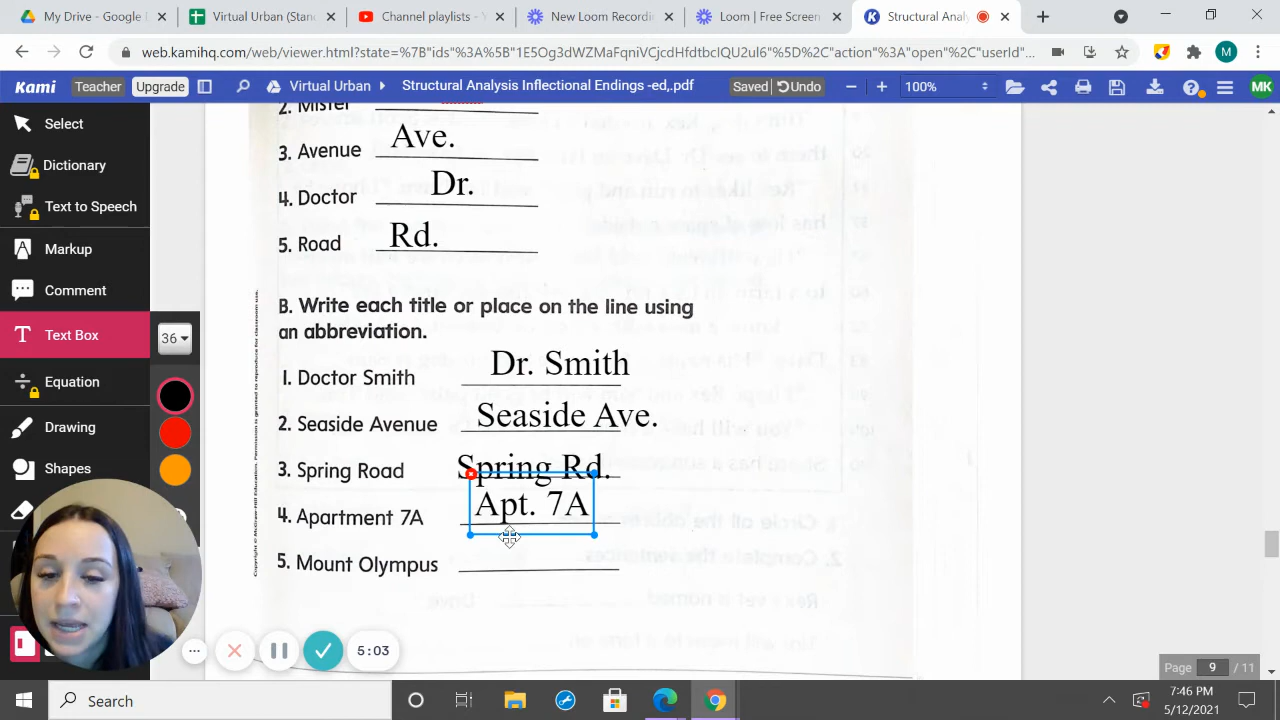 My Drive - Google D
Virtual Urban : Stand
Channel playlists - Y
New Loom Recordin
Loom | Free Screen
Structural Analy
web.kamihq.com/web/viewer.html?state=%7B"ids"%3A%5B"1E5Og3dWZMaFqniVCjcdHfdtbcIQU2ul6"%5D%2C"action"%3A"open"%2C"userId"...
Kami Teacher Upgrade Virtual Urban > Structural Analysis Inflectional Endings -ed,.pdf Saved Undo 100% MK
Select
Dictionary
Text to Speech
Markup
Comment
Text Box
36
Equation
Drawing
Shapes
2. Mister
3. Avenue Ave.
4. Doctor Dr.
5. Road Rd.
B. Write each title or place on the line using
an abbreviation.
1. Doctor Smith Dr. Smith
2. Seaside Avenue Seaside Ave.
3. Spring Road Spring Rd.
4. Apartment 7A Apt. 7A
5. Mount Olympus
5:03
Page 9 / 11
Search
7:46 PM
5/12/2021